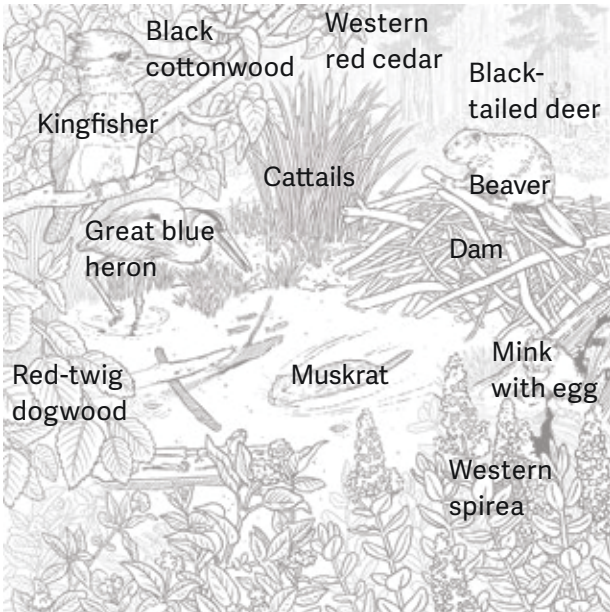 Black
cottonwood
Western
red cedar
Black-
tailed deer
Kingfisher
Cattails
Beaver
Great blue
heron
Dam
Red-twig
dogwood
Muskrat
Mink
with egg
Western
spirea